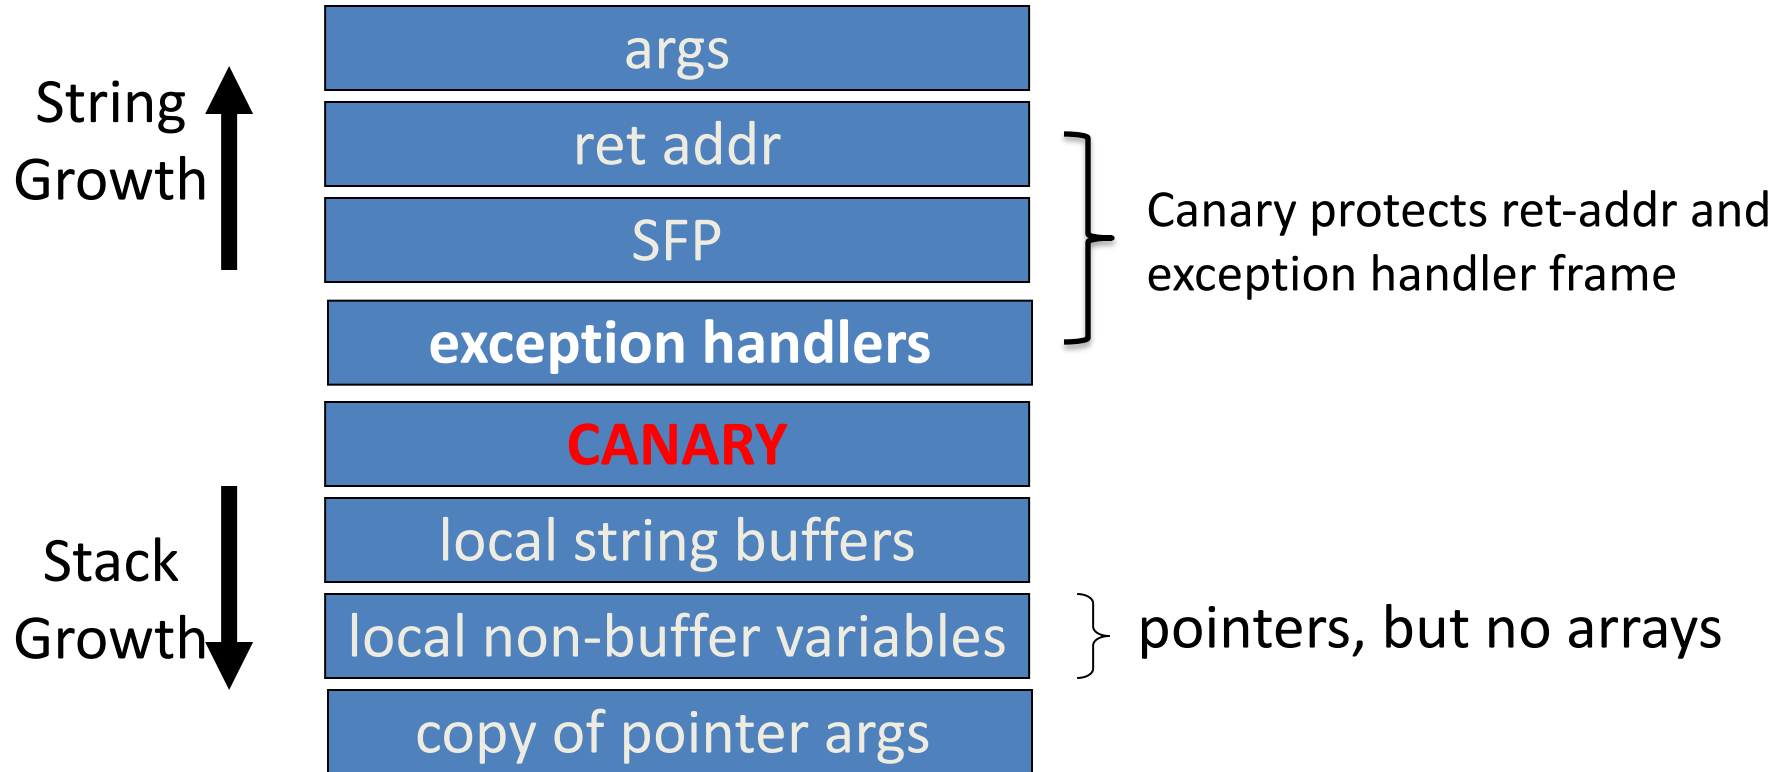 args
String
Growth
ret addr
SFP
Canary protects ret-addr and
exception handler frame
exception handlers
CANARY
local string buffers
Stack
Growth
local non-buffer variables
pointers, but no arrays
copy of pointer args